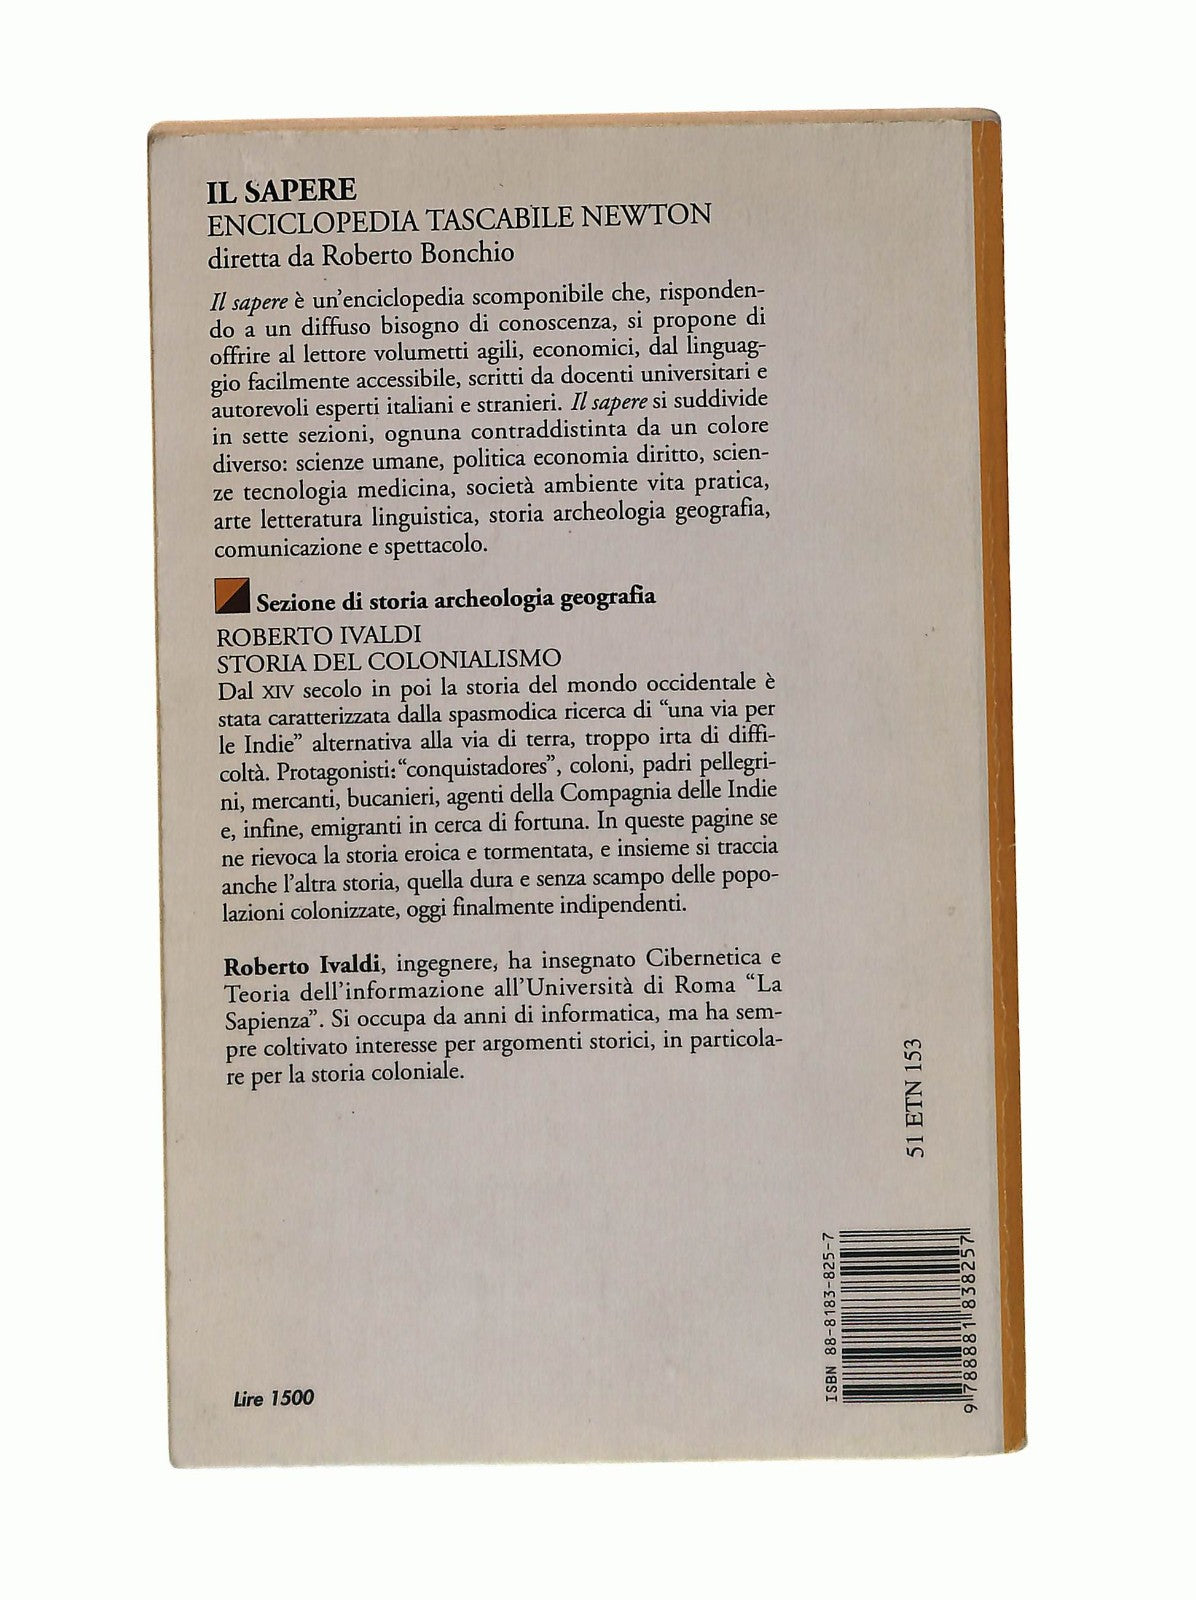 IL SAPERE
ENCICLOPEDIA TASCABILE NEWTON
diretta da Roberto Bonchio
Il sapere è un'enciclopedia scomponibile che, risponden-
do a un diffuso bisogno di conoscenza, si propone di
offrire al lettore volumetti agili, economici, dal linguag-
gio facilmente accessibile, scritti da docenti universitari e
autorevoli esperti italiani e stranieri. Il sapere si suddivide
in sette sezioni, ognuna contraddistinta da un colore
diverso: scienze umane, politica economia diritto, scien-
ze tecnologia medicina, società ambiente vita pratica,
arte letteratura linguistica, storia archeologia geografia,
comunicazione e spettacolo.
Sezione di storia archeologia geografia
ROBERTO IVALDI
STORIA DEL COLONIALISMO
Dal XIV secolo in poi la storia del mondo occidentale è
stata caratterizzata dalla spasmodica ricerca di “una via per
le Indie” alternativa alla via di terra, troppo irta di diffi-
coltà. Protagonisti: “conquistadores”, coloni, padri pellegri-
ni, mercanti, bucanieri, agenti della Compagnia delle Indie
e, infine, emigranti in cerca di fortuna. In queste pagine se
ne rievoca la storia eroica e tormentata, e insieme si traccia
anche l'altra storia, quella dura e senza scampo delle popo-
lazioni colonizzate, oggi finalmente indipendenti.
Roberto Ivaldi, ingegnere, ha insegnato Cibernetica e
Teoria dell'informazione all'Università di Roma “La
Sapienza”. Si occupa da anni di informatica, ma ha sem-
pre coltivato interesse per argomenti storici, in particola-
re per la storia coloniale.
51 ETN 153
ISBN 88-8183-825-7
9 788881 838257
Lire 1500